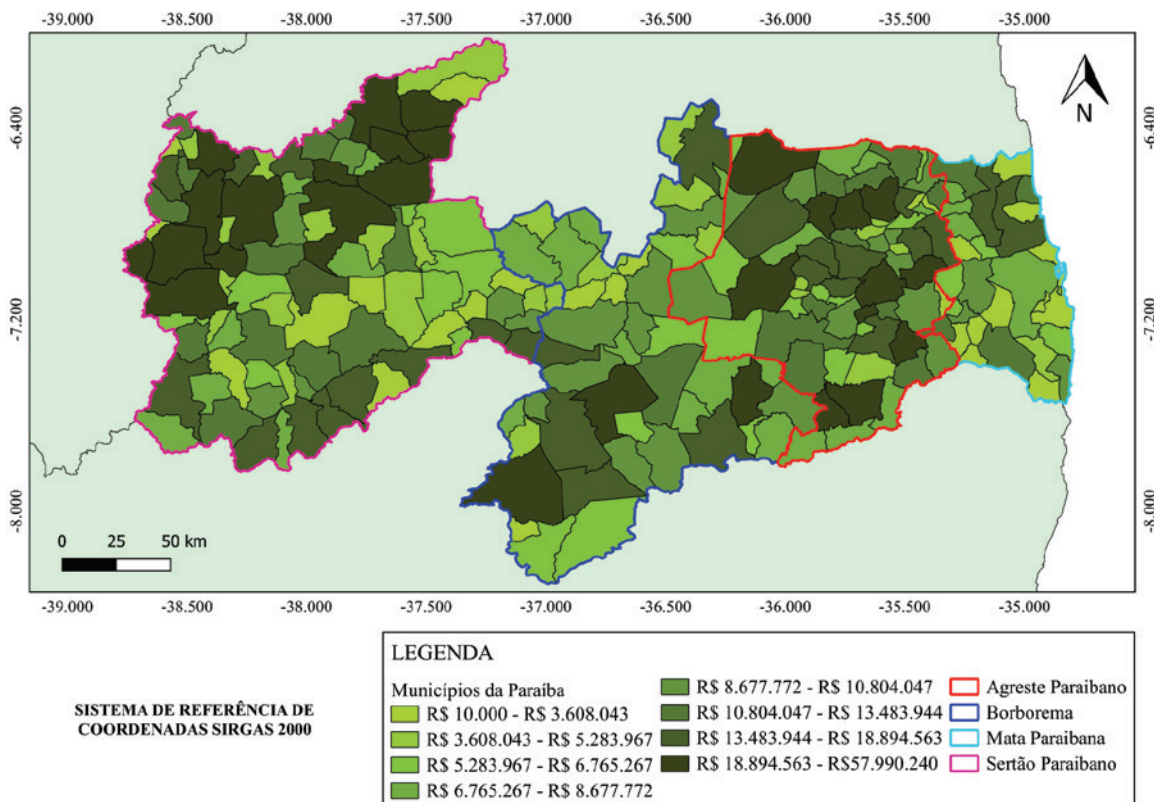 -39.000 -38.500 -38.000 -37.500 -37.000 -36.500 -36.000 -35.500 -35.000
-6.400 -6.400
N
-7.200 -7.200
-8.000 -8.000
0 25 50 km
-39.000 -38.500 -38.000 -37.500 -37.000 -36.500 -36.000 -35.500 -35.000
SISTEMA DE REFERÊNCIA DE
COORDENADAS SIRGAS 2000
LEGENDA
Municípios da Paraíba
R$ 10.000 - R$ 3.608.043
R$ 3.608.043 - R$ 5.283.967
R$ 5.283.967 - R$ 6.765.267
R$ 6.765.267 - R$ 8.677.772
R$ 8.677.772 - R$ 10.804.047
R$ 10.804.047 - R$ 13.483.944
R$ 13.483.944 - R$ 18.894.563
R$ 18.894.563 - R$57.990.240
Agreste Paraibano
Borborema
Mata Paraibana
Sertão Paraibano